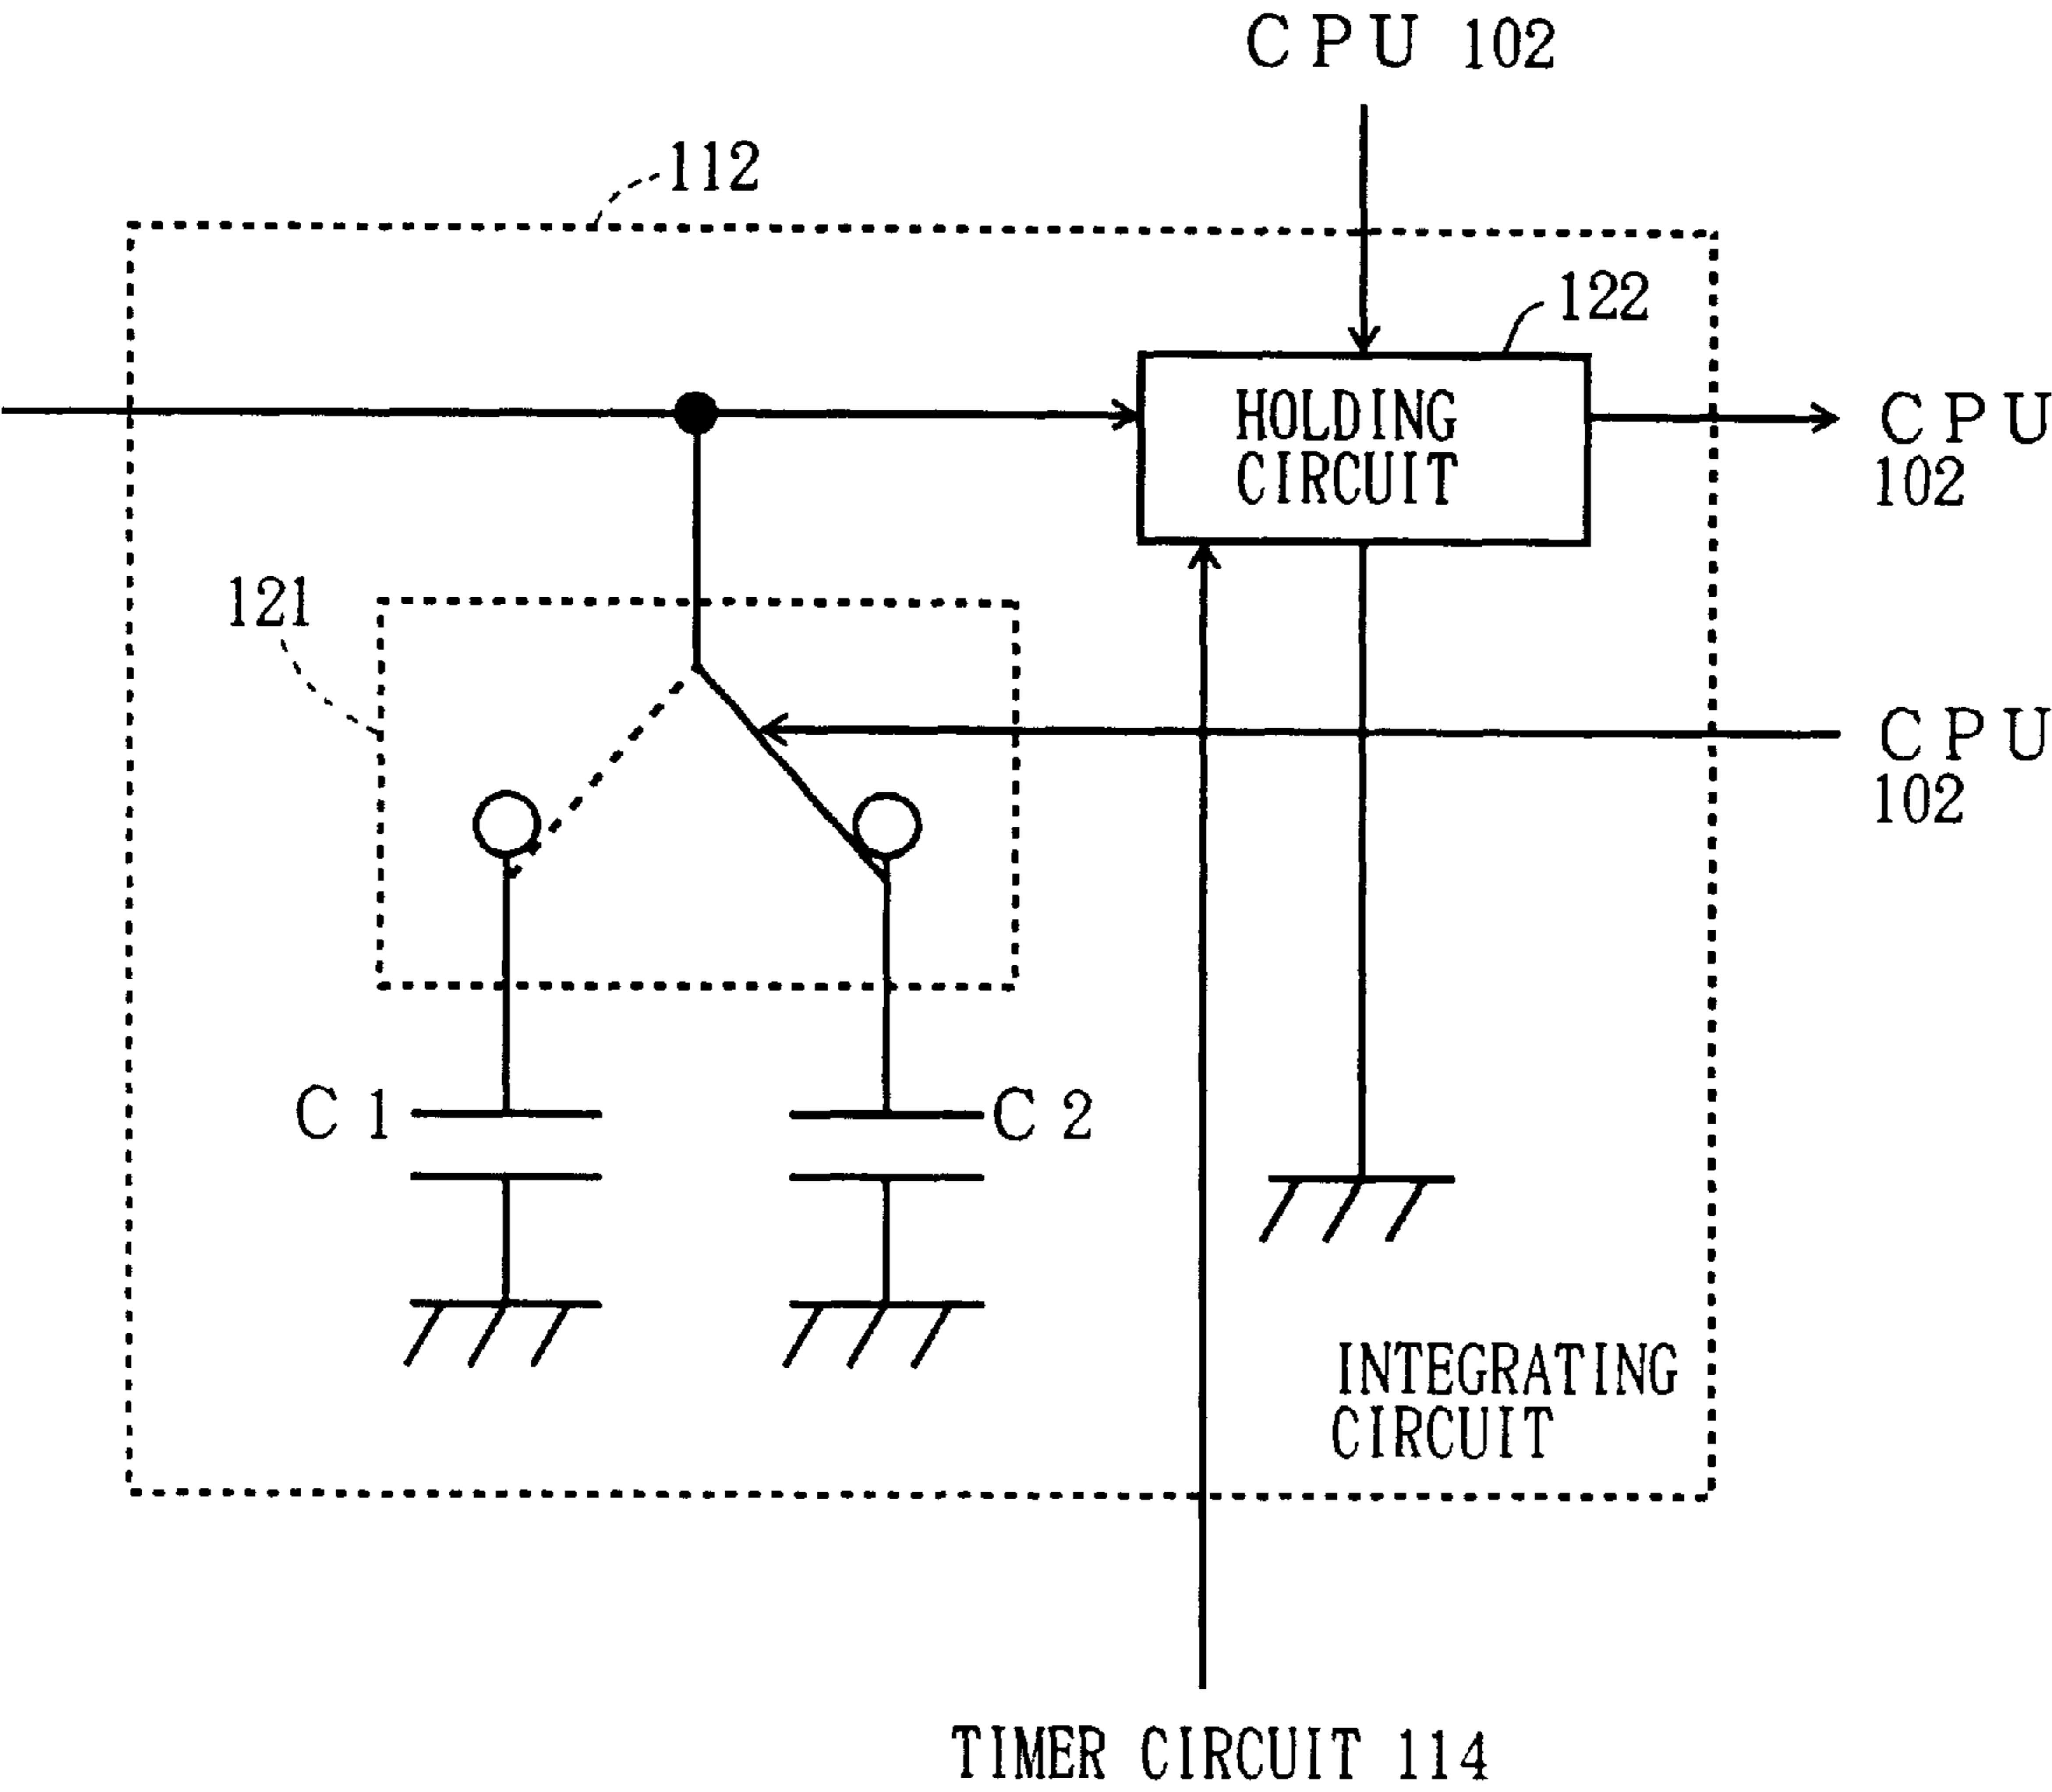 CPU 102
112
122
HOLDING
CIRCUIT
CPU
102
121
CPU
102
C1
C2
INTEGRATING
CIRCUIT
TIMER CIRCUIT 114